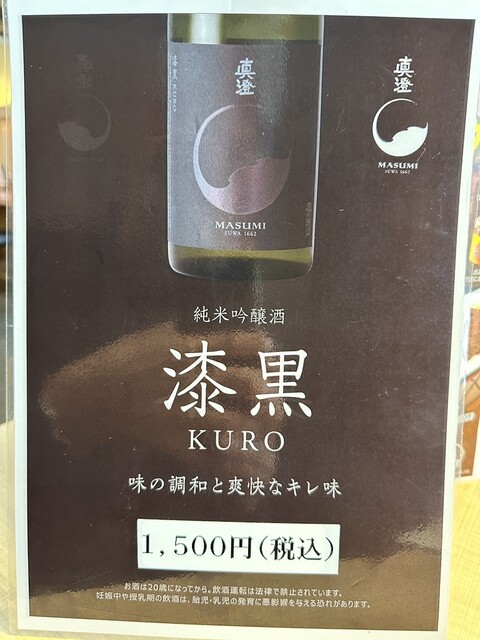 真澄
漆黒 KURO
MASUMI
SUWA 1662
真澄
MASUMI
SUWA 1662
純米吟醸酒
漆黒
KURO
味の調和と爽快なキレ味
1,500円(税込)
お酒は20歳になってから。飲酒運転は法律で禁止されています。
妊娠中や授乳期の飲酒は、胎児・乳児の発育に悪影響を与える恐れがあります。